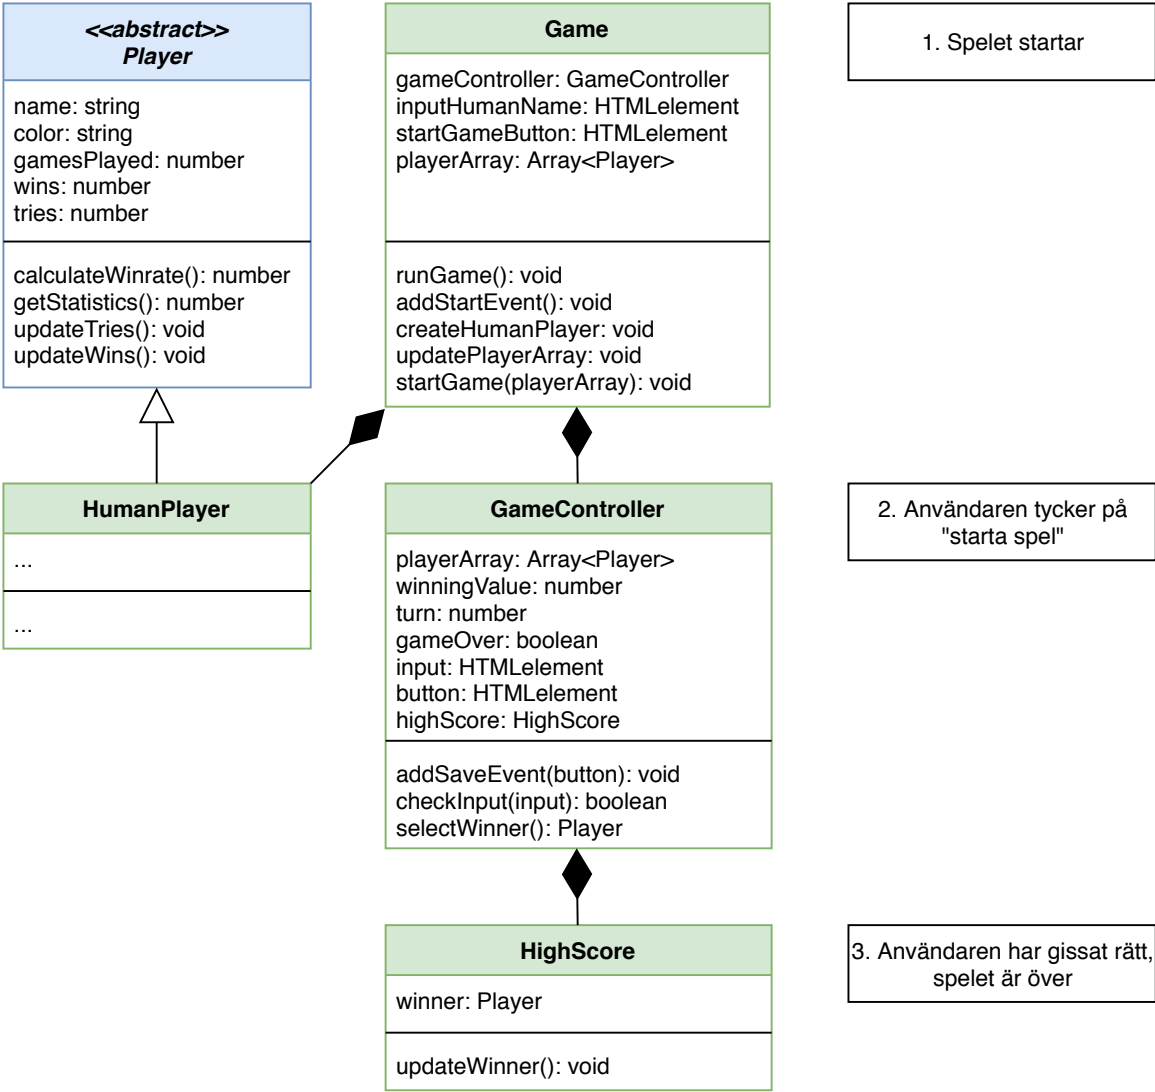 <<abstract>>
Player
name: string
color: string
gamesPlayed: number
wins: number
tries: number
calculateWinrate(): number
getStatistics(): number
updateTries(): void
updateWins(): void
Game
gameController: GameController
inputHumanName: HTMLelement
startGameButton: HTMLelement
playerArray: Array<Player>
runGame(): void
addStartEvent(): void
createHumanPlayer: void
updatePlayerArray: void
startGame(playerArray): void
1. Spelet startar
HumanPlayer
...
...
GameController
playerArray: Array<Player>
winningValue: number
turn: number
gameOver: boolean
input: HTMLelement
button: HTMLelement
highScore: HighScore
addSaveEvent(button): void
checkInput(input): boolean
selectWinner(): Player
2. Användaren tycker på
"starta spel"
HighScore
winner: Player
updateWinner(): void
3. Användaren har gissat rätt,
spelet är över